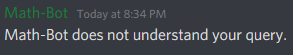 Math-Bot Today at 8:34 PM
Math-Bot does not understand your query.